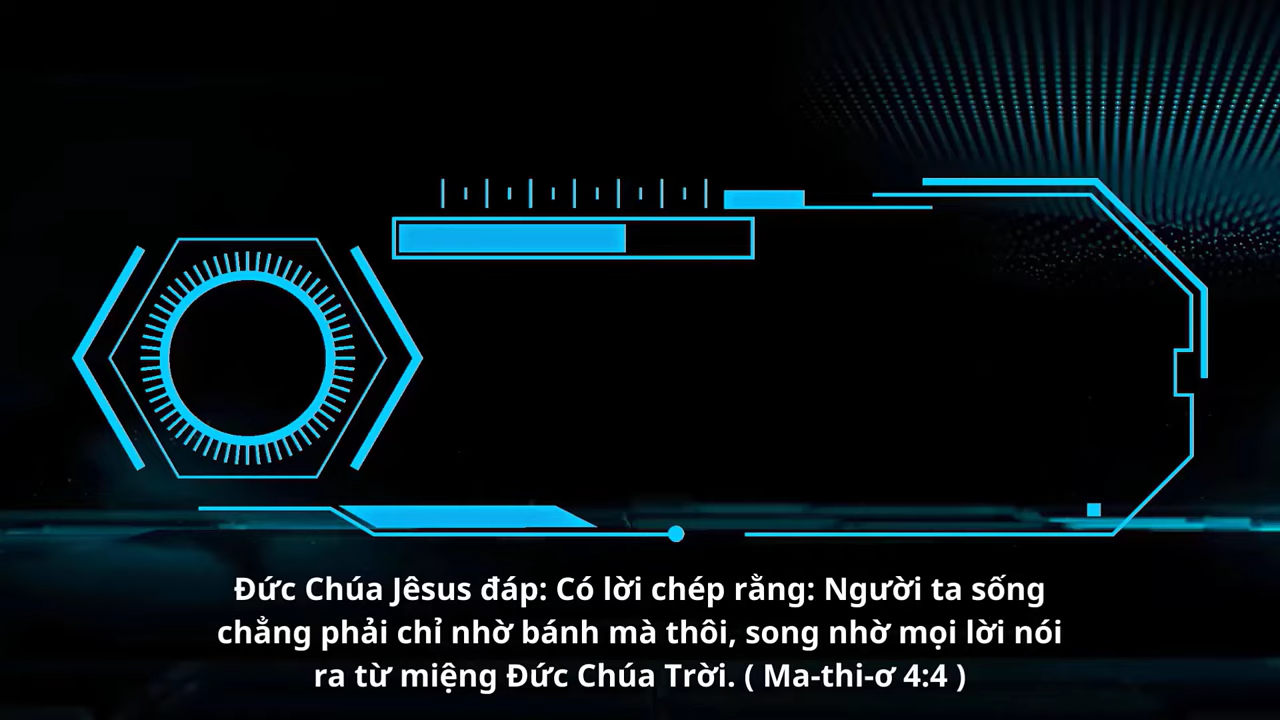 Đức Chúa Jêsus đáp: Có lời chép rằng: Người ta sống
chẳng phải chỉ nhờ bánh mà thôi, song nhờ mọi lời nói
ra từ miệng Đức Chúa Trời. ( Ma-thi-ơ 4:4 )